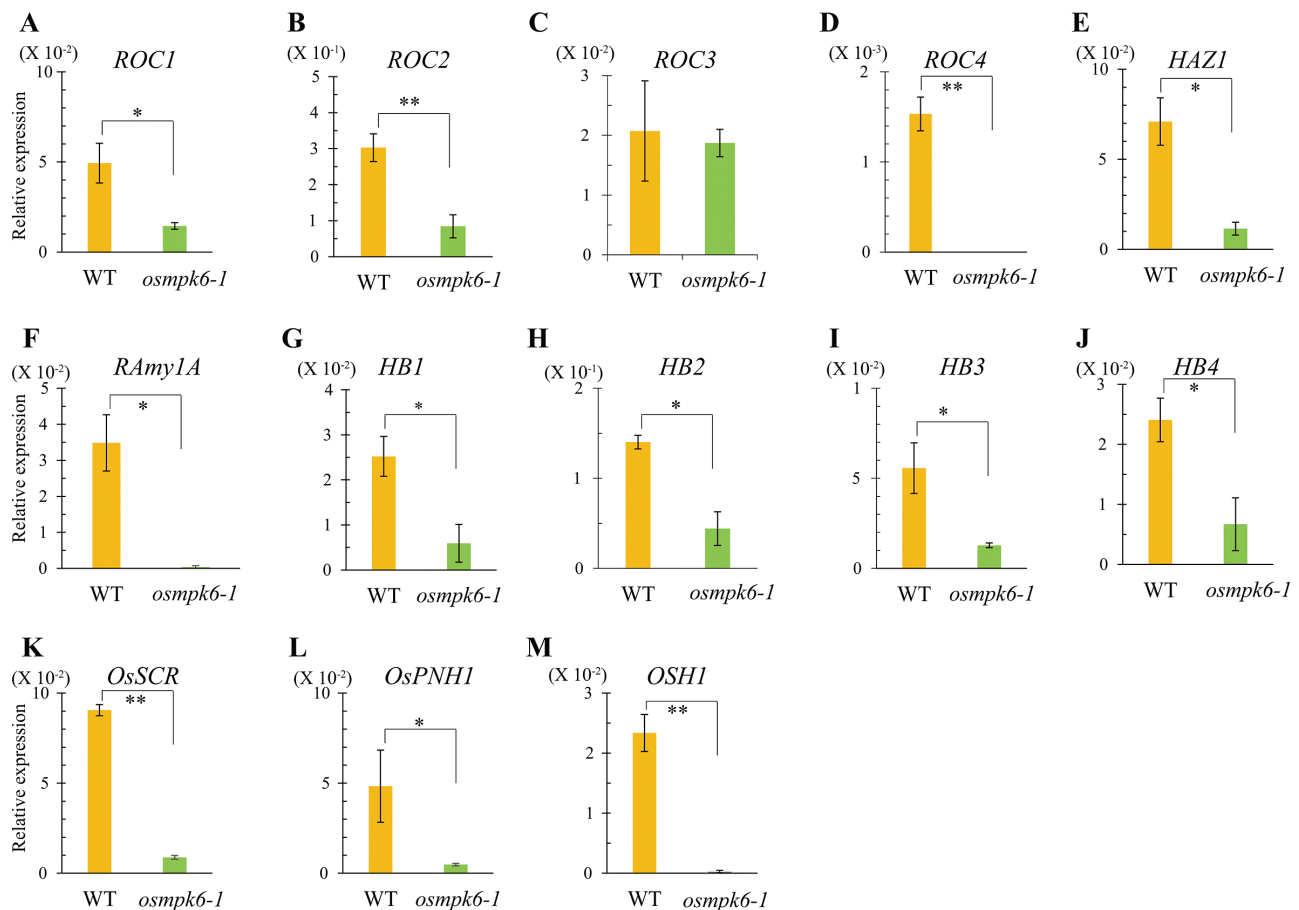 A
B
C
D
E
(X 10-2) ROC1
(X 10-1) ROC2
(X 10-2) ROC3
(X 10-3) ROC4
(X 10-2) HAZ1
Relative expression
10
5
0
*
WT osmpk6-1
5
4
3
2
1
0
**
WT osmpk6-1
3
2
1
0
WT osmpk6-1
2
1
0
**
WT osmpk6-1
10
5
0
*
WT osmpk6-1
F
G
H
I
J
(X 10-2) RAmy1A
(X 10-2) HB1
(X 10-1) HB2
(X 10-2) HB3
(X 10-2) HB4
Relative expression
5
4
3
2
1
0
*
WT osmpk6-1
4
3
2
1
0
*
WT osmpk6-1
2
1
0
*
WT osmpk6-1
10
5
0
*
WT osmpk6-1
3
2
1
0
*
WT osmpk6-1
K
L
M
(X 10-2) OsSCR
(X 10-2) OsPNH1
(X 10-2) OSH1
Relative expression
10
5
0
**
WT osmpk6-1
10
5
0
*
WT osmpk6-1
3
2
1
0
**
WT osmpk6-1